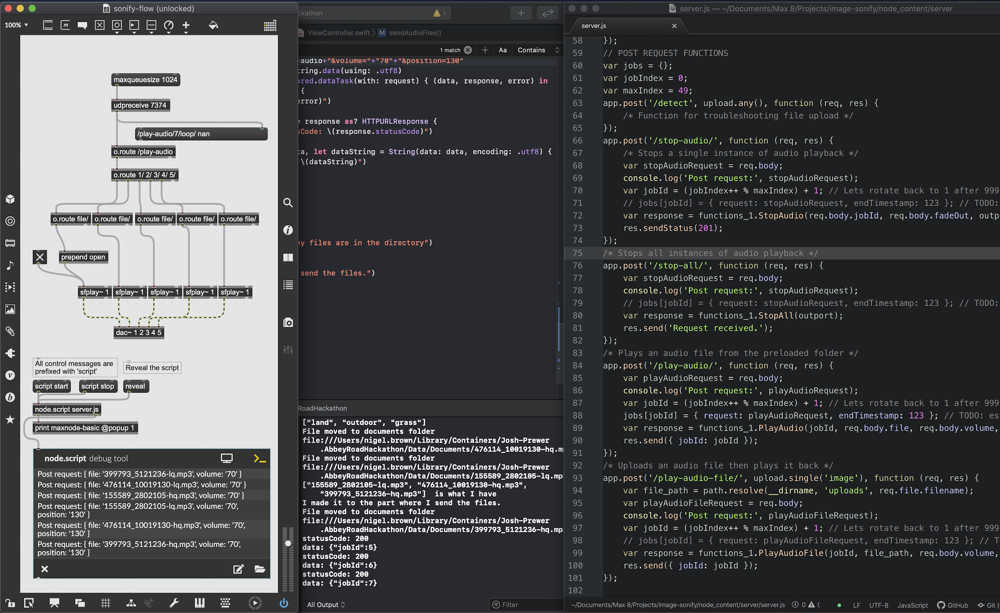 sonify-flow (unlocked)
100%
maxqueuesize 1024
udpreceive 7374
/play-audio/7/loop/ nan
o.route /play-audio
o.route 1/ 2/ 3/ 4/ 5/
o.route file/
o.route file/
o.route file/
o.route file/
o.route file/
prepend open
sfplay~ 1
sfplay~ 1
sfplay~ 1
sfplay~ 1
sfplay~ 1
dac~ 1 2 3 4 5
All control messages are
prefixed with 'script'
Reveal the script
script start
script stop
reveal
node.script server.js
print maxnode-basic @popup 1
node.script debug tool
Post request: { file: '399793_5121236-lq.mp3', volume: '70' }
Post request: { file: '476114_10019130-lq.mp3', volume: '70' }
Post request: { file: '155589_2802105-hq.mp3', volume: '70' }
Post request: { file: '155589_2802105-lq.mp3', volume: '70',
position: '130' }
Post request: { file: '476114_10019130-hq.mp3', volume: '70',
position: '130' }
Post request: { file: '399793_5121236-hq.mp3', volume: '70',
position: '130' }
ckathon
1
ViewController.swift
M sendAudioFiles()
1 match
Aa
Contains
audio+"&volume="+"70"+"&position=130"
tring.data(using: .utf8)
ared.dataTask(with: request) { (data, response, error) in
{
error)")
= response as? HTTPURLResponse {
sCode: \(response.statusCode)")
ta, let dataString = String(data: data, encoding: .utf8) {
\(dataString)")
ny files are in the directory")
send the files.")
RoadHackathon
["land", "outdoor", "grass"]
File moved to documents folder
file:///Users/nigel.brown/Library/Containers/Josh-Prewer
.AbbeyRoadHackathon/Data/Documents/476114_10019130-hq.mp
File moved to documents folder
file:///Users/nigel.brown/Library/Containers/Josh-Prewer
.AbbeyRoadHackathon/Data/Documents/155589_2802105-lq.mp3
["155589_2802105-lq.mp3", "476114_10019130-hq.mp3",
"399793_5121236-hq.mp3"]  is what I have
I made it to the part where I send the files.
File moved to documents folder
file:///Users/nigel.brown/Library/Containers/Josh-Prewer
.AbbeyRoadHackathon/Data/Documents/399793_5121236-hq.mp3
statusCode: 200
data: {"jobId":5}
statusCode: 200
data: {"jobId":6}
statusCode: 200
data: {"jobId":7}
All Output
Filter
server.js — ~/Documents/Max 8/Projects/image-sonify/node_content/server
server.js
58 });
59 // POST REQUEST FUNCTIONS
60 var jobs = {};
61 var jobIndex = 0;
62 var maxIndex = 49;
63 app.post('/detect', upload.any(), function (req, res) {
64 /* Function for troubleshooting file upload */
65 });
66 app.post('/stop-audio/', function (req, res) {
67 /* Stops a single instance of audio playback */
68 var stopAudioRequest = req.body;
69 console.log('Post request:', stopAudioRequest);
70 var jobId = (jobIndex++ % maxIndex) + 1; // Lets rotate back to 1 after 999
71 // jobs[jobId] = { request: stopAudioRequest, endTimestamp: 123 }; // TODO:
72 var response = functions_1.StopAudio(req.body.jobId, req.body.fadeOut, outp
73 res.sendStatus(201);
74 });
75 /* Stops all instances of audio playback */
76 app.post('/stop-all/', function (req, res) {
77 var stopAudioRequest = req.body;
78 console.log('Post request:', stopAudioRequest);
79 // jobs[jobId] = { request: stopAudioRequest, endTimestamp: 123 }; // TODO:
80 var response = functions_1.StopAll(outport);
81 res.send('Request received.');
82 });
83 /* Plays an audio file from the preloaded folder */
84 app.post('/play-audio/', function (req, res) {
85 var playAudioRequest = req.body;
86 console.log('Post request:', playAudioRequest);
87 var jobId = (jobIndex++ % maxIndex) + 1; // Lets rotate back to 1 after 999
88 jobs[jobId] = { request: playAudioRequest, endTimestamp: 123 }; // TODO: es
89 var response = functions_1.PlayAudio(jobId, req.body.file, req.body.volume,
90 res.send({ jobId: jobId });
91 });
92 /* Uploads an audio file then plays it back */
93 app.post('/play-audio-file/', upload.single('image'), function (req, res) {
94 var file_path = path.resolve(__dirname, 'uploads', req.file.filename);
95 var playAudioFileRequest = req.body;
96 console.log('Post request:', playAudioFileRequest);
97 var jobId = (jobIndex++ % maxIndex) + 1; // Lets rotate back to 1 after 999
98 // jobs[jobId] = { request: playAudioFileRequest, endTimestamp: 123 }; // T
99 var response = functions_1.PlayAudioFile(jobId, file_path, req.body.volume,
100 res.send({ jobId: jobId });
101 });
102
~/Documents/Max 8/Projects/image-sonify/node_content/server/server.js
0
LF
UTF-8
JavaScript
GitHub
Git